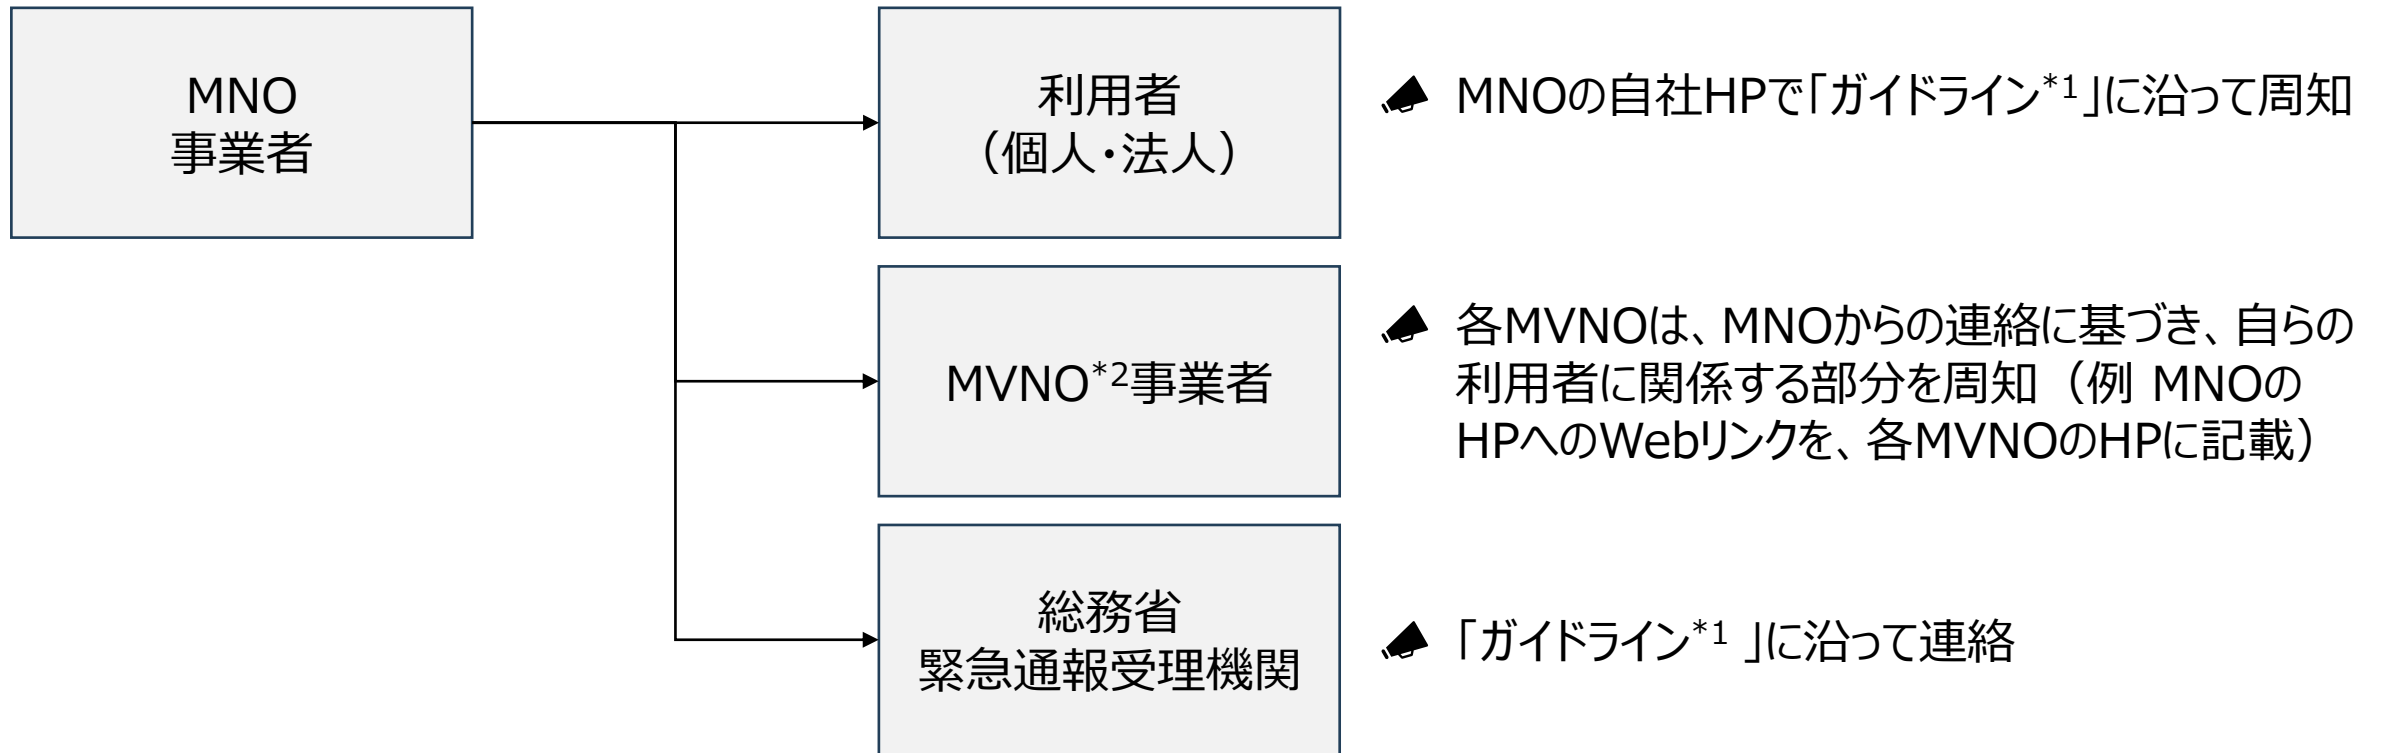 MNO
事業者
利用者
（個人・法人）
MNOの自社HPで「ガイドライン*1」に沿って周知
MVNO*2事業者
各MVNOは、MNOからの連絡に基づき、自らの
利用者に関係する部分を周知（例 MNOの
HPへのWebリンクを、各MVNOのHPに記載）
総務省
緊急通報受理機関
「ガイドライン*1 」に沿って連絡